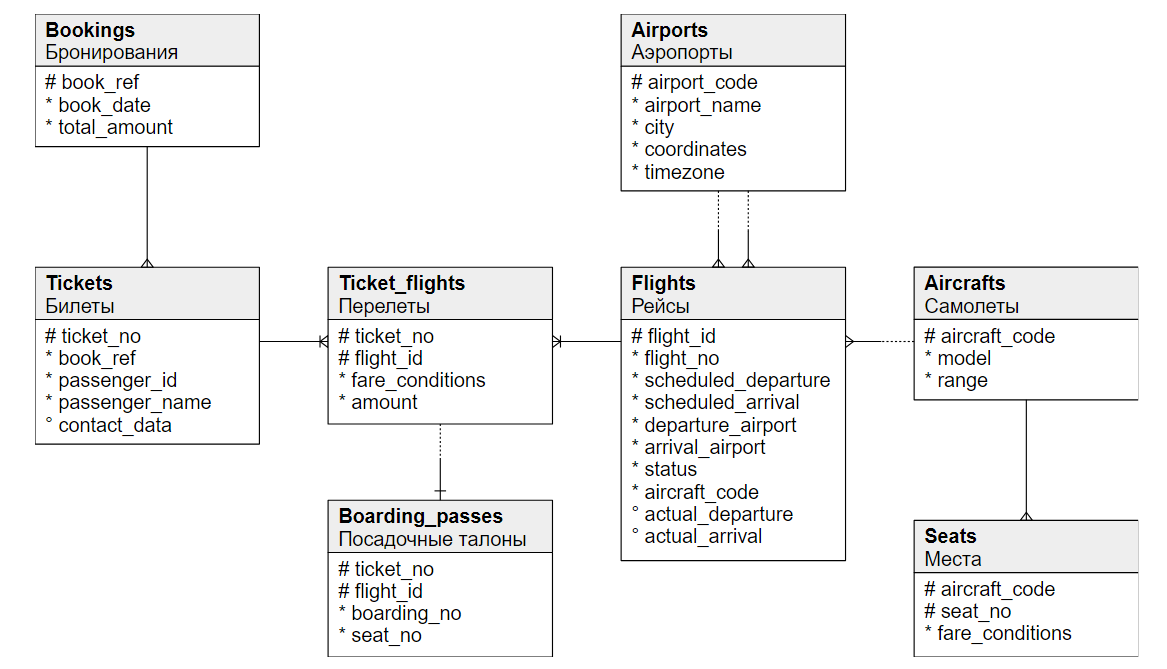 Bookings
Бронирования
# book_ref
* book_date
* total_amount
Airports
Аэропорты
# airport_code
* airport_name
* city
* coordinates
* timezone
Tickets
Билеты
# ticket_no
* book_ref
* passenger_id
* passenger_name
° contact_data
Ticket_flights
Перелеты
# ticket_no
# flight_id
* fare_conditions
* amount
Flights
Рейсы
# flight_id
* flight_no
* scheduled_departure
* scheduled_arrival
* departure_airport
* arrival_airport
* status
* aircraft_code
° actual_departure
° actual_arrival
Aircrafts
Самолеты
# aircraft_code
* model
* range
Boarding_passes
Посадочные талоны
# ticket_no
# flight_id
* boarding_no
* seat_no
Seats
Места
# aircraft_code
# seat_no
* fare_conditions